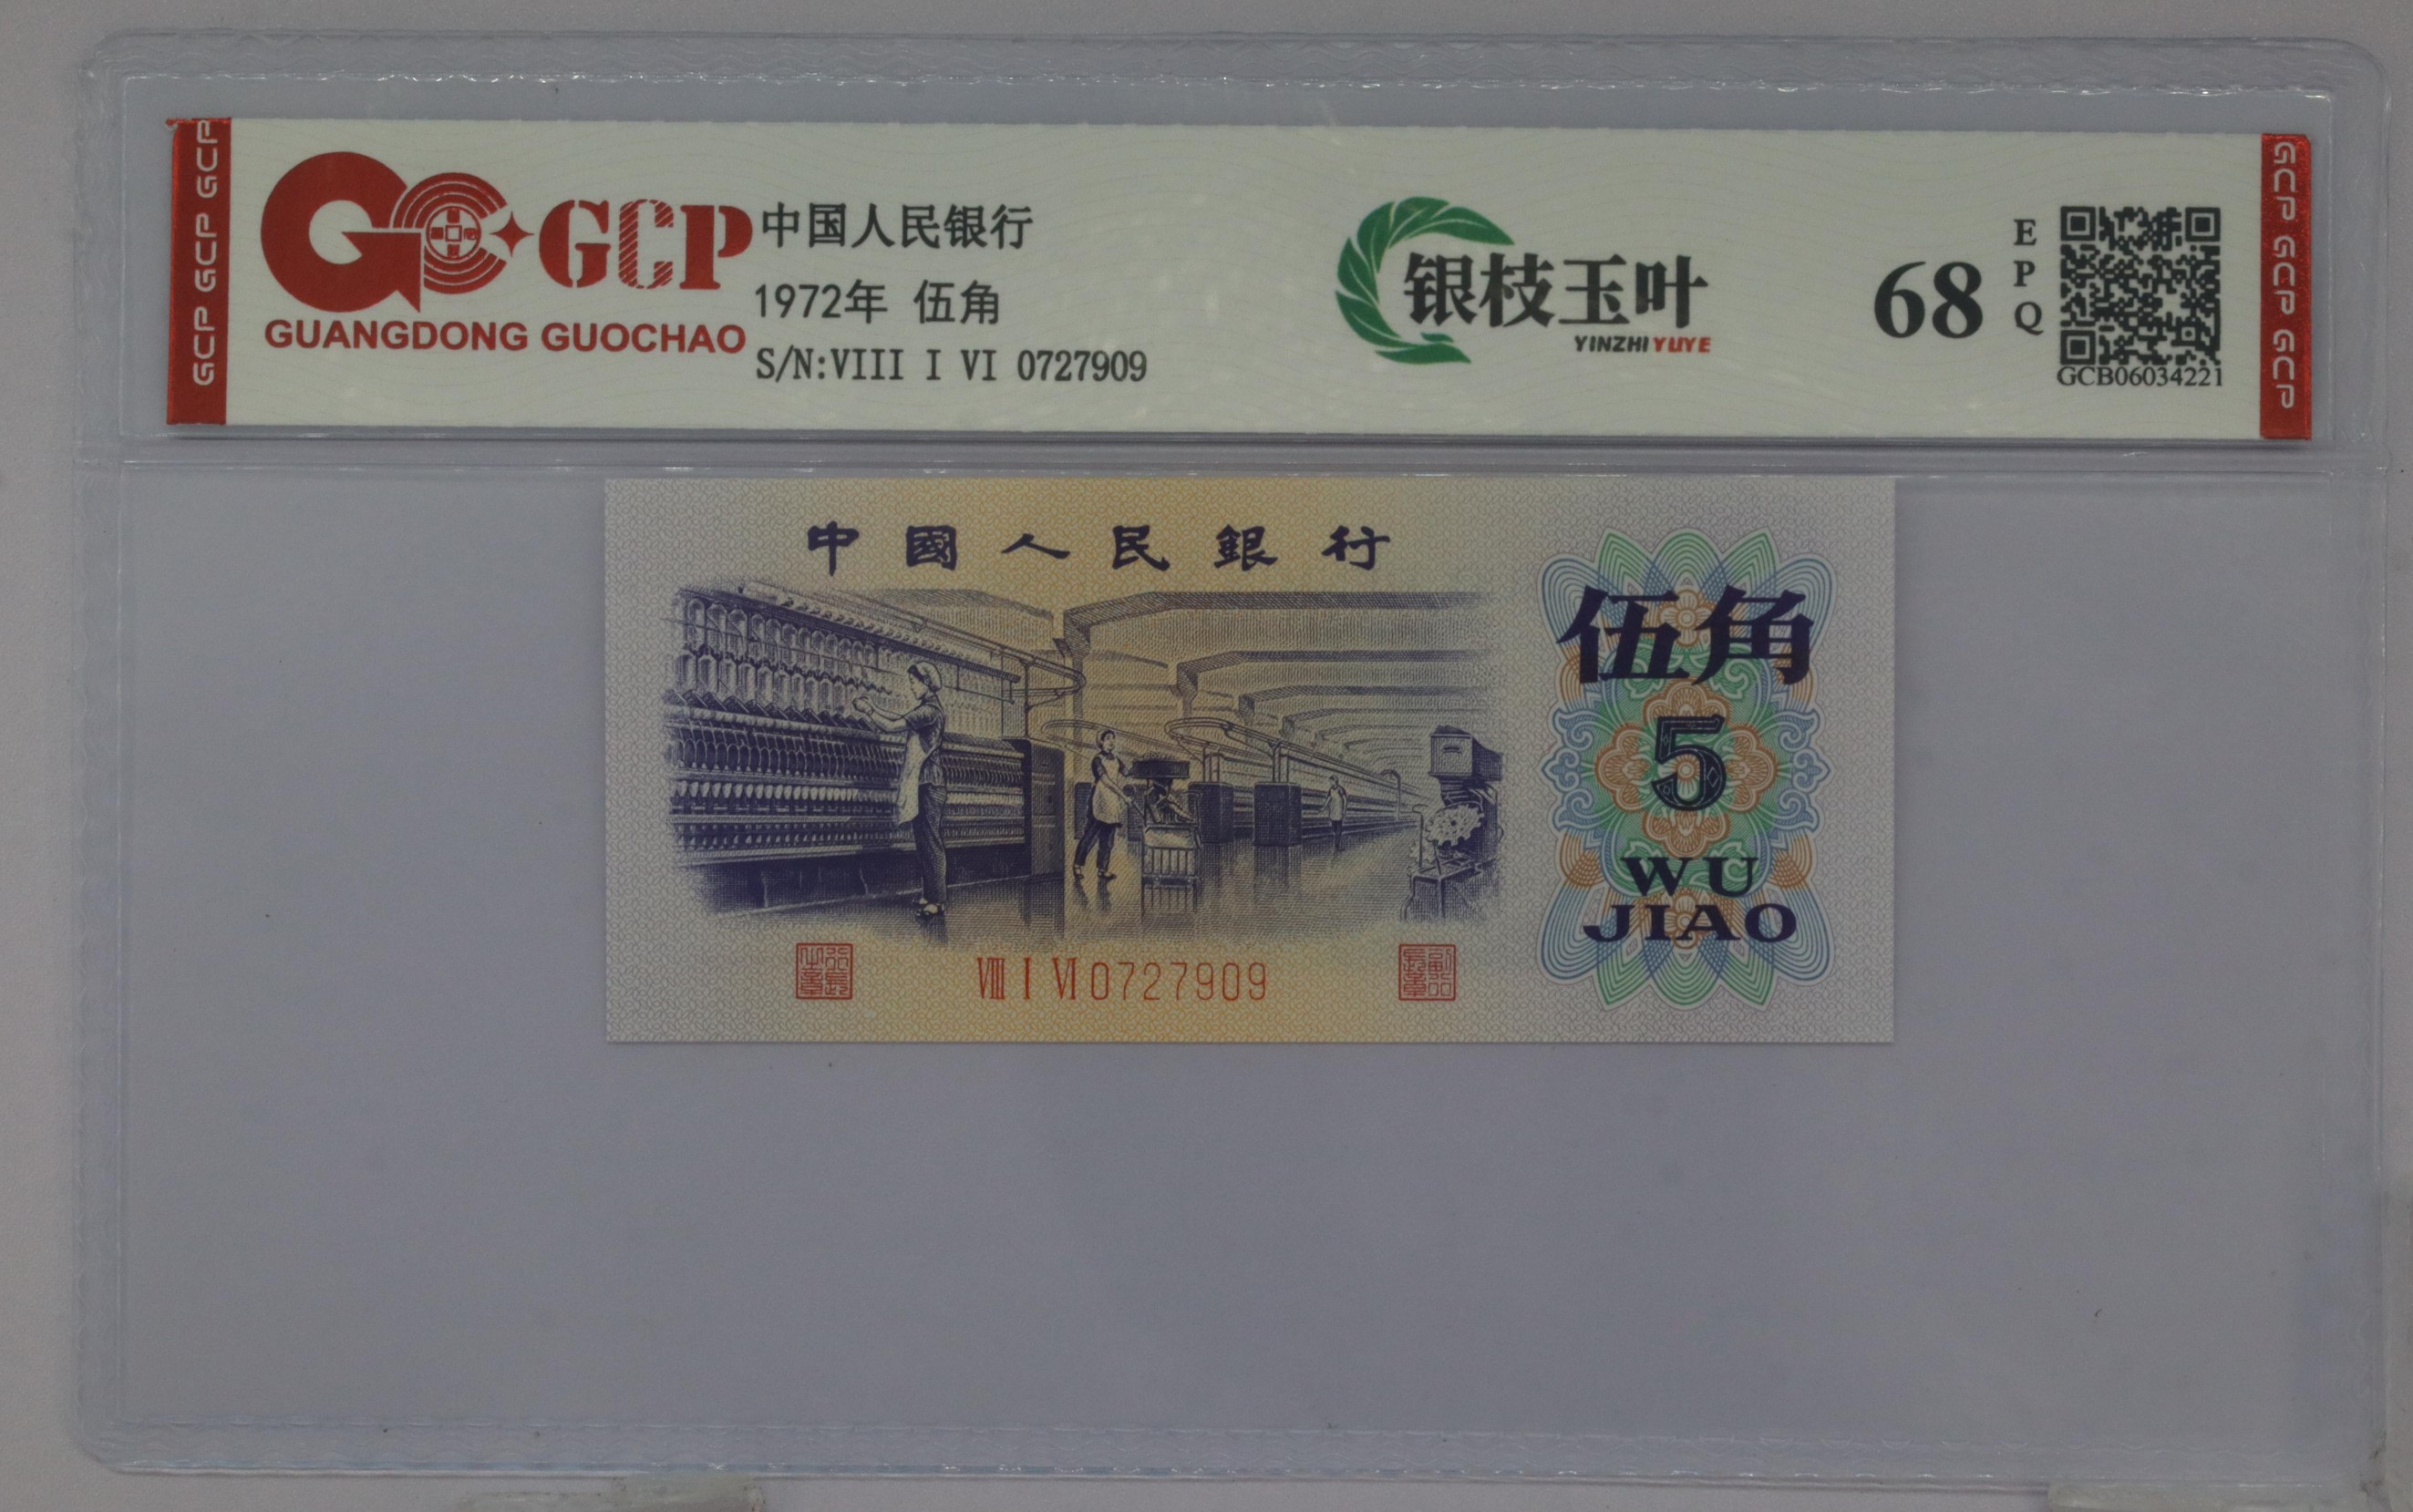 GCP GCP GCP
GCP
GUANGDONG GUOCHAO
中国人民银行
1972年 伍角
S/N:VIII I VI 0727909
银枝玉叶
YINZHI YUYE
68
EPQ
GCB06034221
GCP GCP GCP
中國人民銀行
伍角
5
WU
JIAO
VIII I VI 0727909